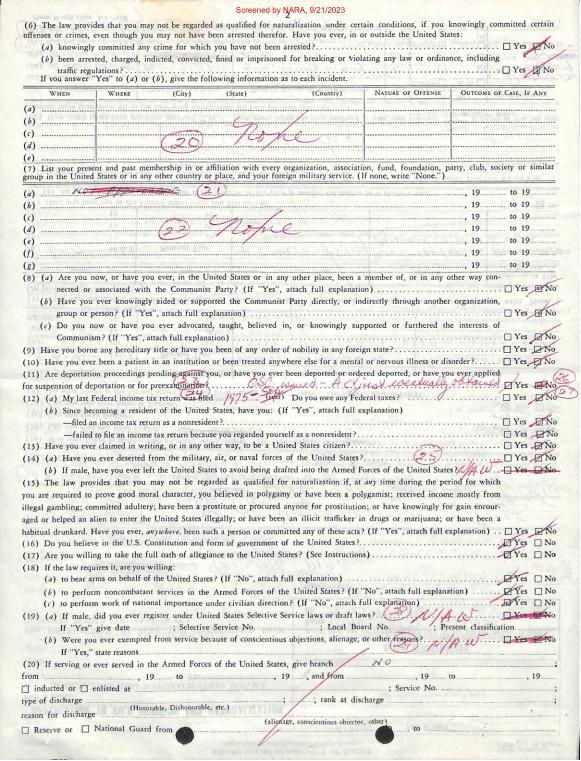 Screened by NARA, 9/21/2023
2
(6) The law provides that you may not be regarded as qualified for naturalization under certain conditions, if you knowingly committed certain
offenses or crimes, even though you may not have been arrested therefor. Have you ever, in or outside the United States:
(a) knowingly committed any crime for which you have not been arrested? ☐ Yes ☒ No
(b) been arrested, charged, indicted, convicted, fined or imprisoned for breaking or violating any law or ordinance, including
traffic regulations? ☐ Yes ☒ No
If you answer "Yes" to (a) or (b), give the following information as to each incident.
WHEN WHERE (City) (State) (Country) NATURE OF OFFENSE OUTCOME OF CASE, IF ANY
(a)
(b)
(c)
(d) 20 None
(e)
(7) List your present and past membership in or affiliation with every organization, association, fund, foundation, party, club, society or similar
group in the United States or in any other country or place, and your foreign military service. (If none, write "None.")
(a) 21 , 19 to 19
(b) , 19 to 19
(c) , 19 to 19
(d) 22 None , 19 to 19
(e) , 19 to 19
(f) , 19 to 19
(g) , 19 to 19
(8) (a) Are you now, or have you ever, in the United States or in any other place, been a member of, or in any other way con-
nected or associated with the Communist Party? (If "Yes", attach full explanation) ☐ Yes ☒ No
(b) Have you ever knowingly aided or supported the Communist Party directly, or indirectly through another organization,
group or person? (If "Yes", attach full explanation) ☐ Yes ☒ No
(c) Do you now or have you ever advocated, taught, believed in, or knowingly supported or furthered the interests of
Communism? (If "Yes", attach full explanation) ☐ Yes ☒ No
(9) Have you borne any hereditary title or have you been of any order of nobility in any foreign state? ☐ Yes ☒ No
(10) Have you ever been a patient in an institution or been treated anywhere else for a mental or nervous illness or disorder? ☐ Yes ☒ No
(11) Are deportation proceedings pending against you, or have you ever been deported or ordered deported, or have you ever applied
for suspension of deportation or for preexamination? 23 OSC issued - Adjust eventually obtained ☒ Yes ☒ No
(12) (a) My last Federal income tax return was filed 24 1975 Do you owe any Federal taxes? ☐ Yes ☒ No
(b) Since becoming a resident of the United States, have you: (If "Yes", attach full explanation)
—filed an income tax return as a nonresident? ☐ Yes ☒ No
—failed to file an income tax return because you regarded yourself as a nonresident? ☐ Yes ☒ No
(13) Have you ever claimed in writing, or in any other way, to be a United States citizen? ☐ Yes ☒ No
(14) (a) Have you ever deserted from the military, air, or naval forces of the United States? 25 ☐ Yes ☒ No
(b) If male, have you ever left the United States to avoid being drafted into the Armed Forces of the United States? N/A W ☐ Yes ☒ No
(15) The law provides that you may not be regarded as qualified for naturalization if, at any time during the period for which
you are required to prove good moral character, you believed in polygamy or have been a polygamist; received income mostly from
illegal gambling; committed adultery; have been a prostitute or procured anyone for prostitution; or have knowingly for gain encour-
aged or helped an alien to enter the United States illegally; or have been an illicit trafficker in drugs or marijuana; or have been a
habitual drunkard. Have you ever, anywhere, been such a person or committed any of these acts? (If "Yes", attach full explanation) ☐ Yes ☒ No
(16) Do you believe in the U.S. Constitution and form of government of the United States? ☒ Yes ☐ No
(17) Are you willing to take the full oath of allegiance to the United States? (See Instructions) ☒ Yes ☐ No
(18) If the law requires it, are you willing:
(a) to bear arms on behalf of the United States? (If "No", attach full explanation) ☒ Yes ☐ No
(b) to perform noncombatant services in the Armed Forces of the United States? (If "No", attach full explanation) ☒ Yes ☐ No
(c) to perform work of national importance under civilian direction? (If "No", attach full explanation) ☒ Yes ☐ No
(19) (a) If male, did you ever register under United States Selective Service laws or draft laws? 28 N/A W ☐ Yes ☒ No
If "Yes" give date ; Selective Service No. ; Local Board No. ; Present classification
(b) Were you ever exempted from service because of conscientious objections, alienage, or other reasons? 29 N/A W ☐ Yes ☒ No
If "Yes," state reasons
(20) If serving or ever served in the Armed Forces of the United States, give branch NO
from , 19 to , 19 , and from , 19 to , 19
☐ inducted or ☐ enlisted at ; Service No. ;
type of discharge ; rank at discharge ;
(Honorable, Dishonorable, etc.)
reason for discharge
(alienage, conscientious objector, other)
☐ Reserve or ☐ National Guard from to